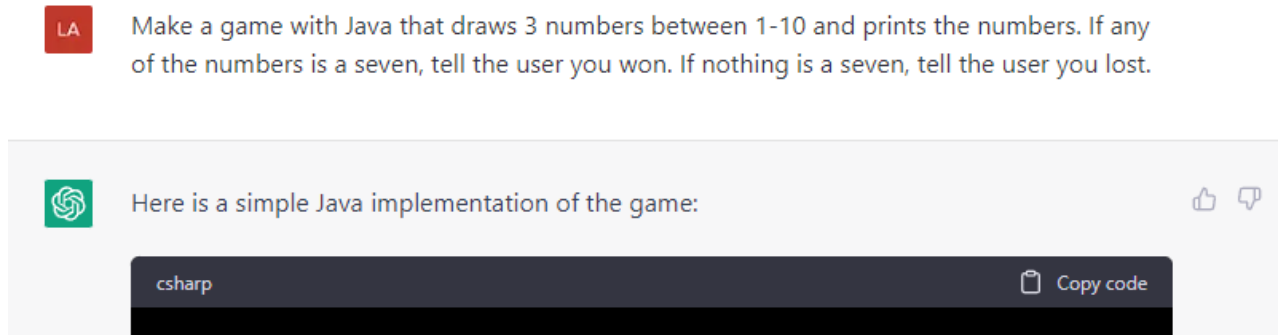 LA
Make a game with Java that draws 3 numbers between 1-10 and prints the numbers. If any
of the numbers is a seven, tell the user you won. If nothing is a seven, tell the user you lost.
Here is a simple Java implementation of the game:
csharp
Copy code